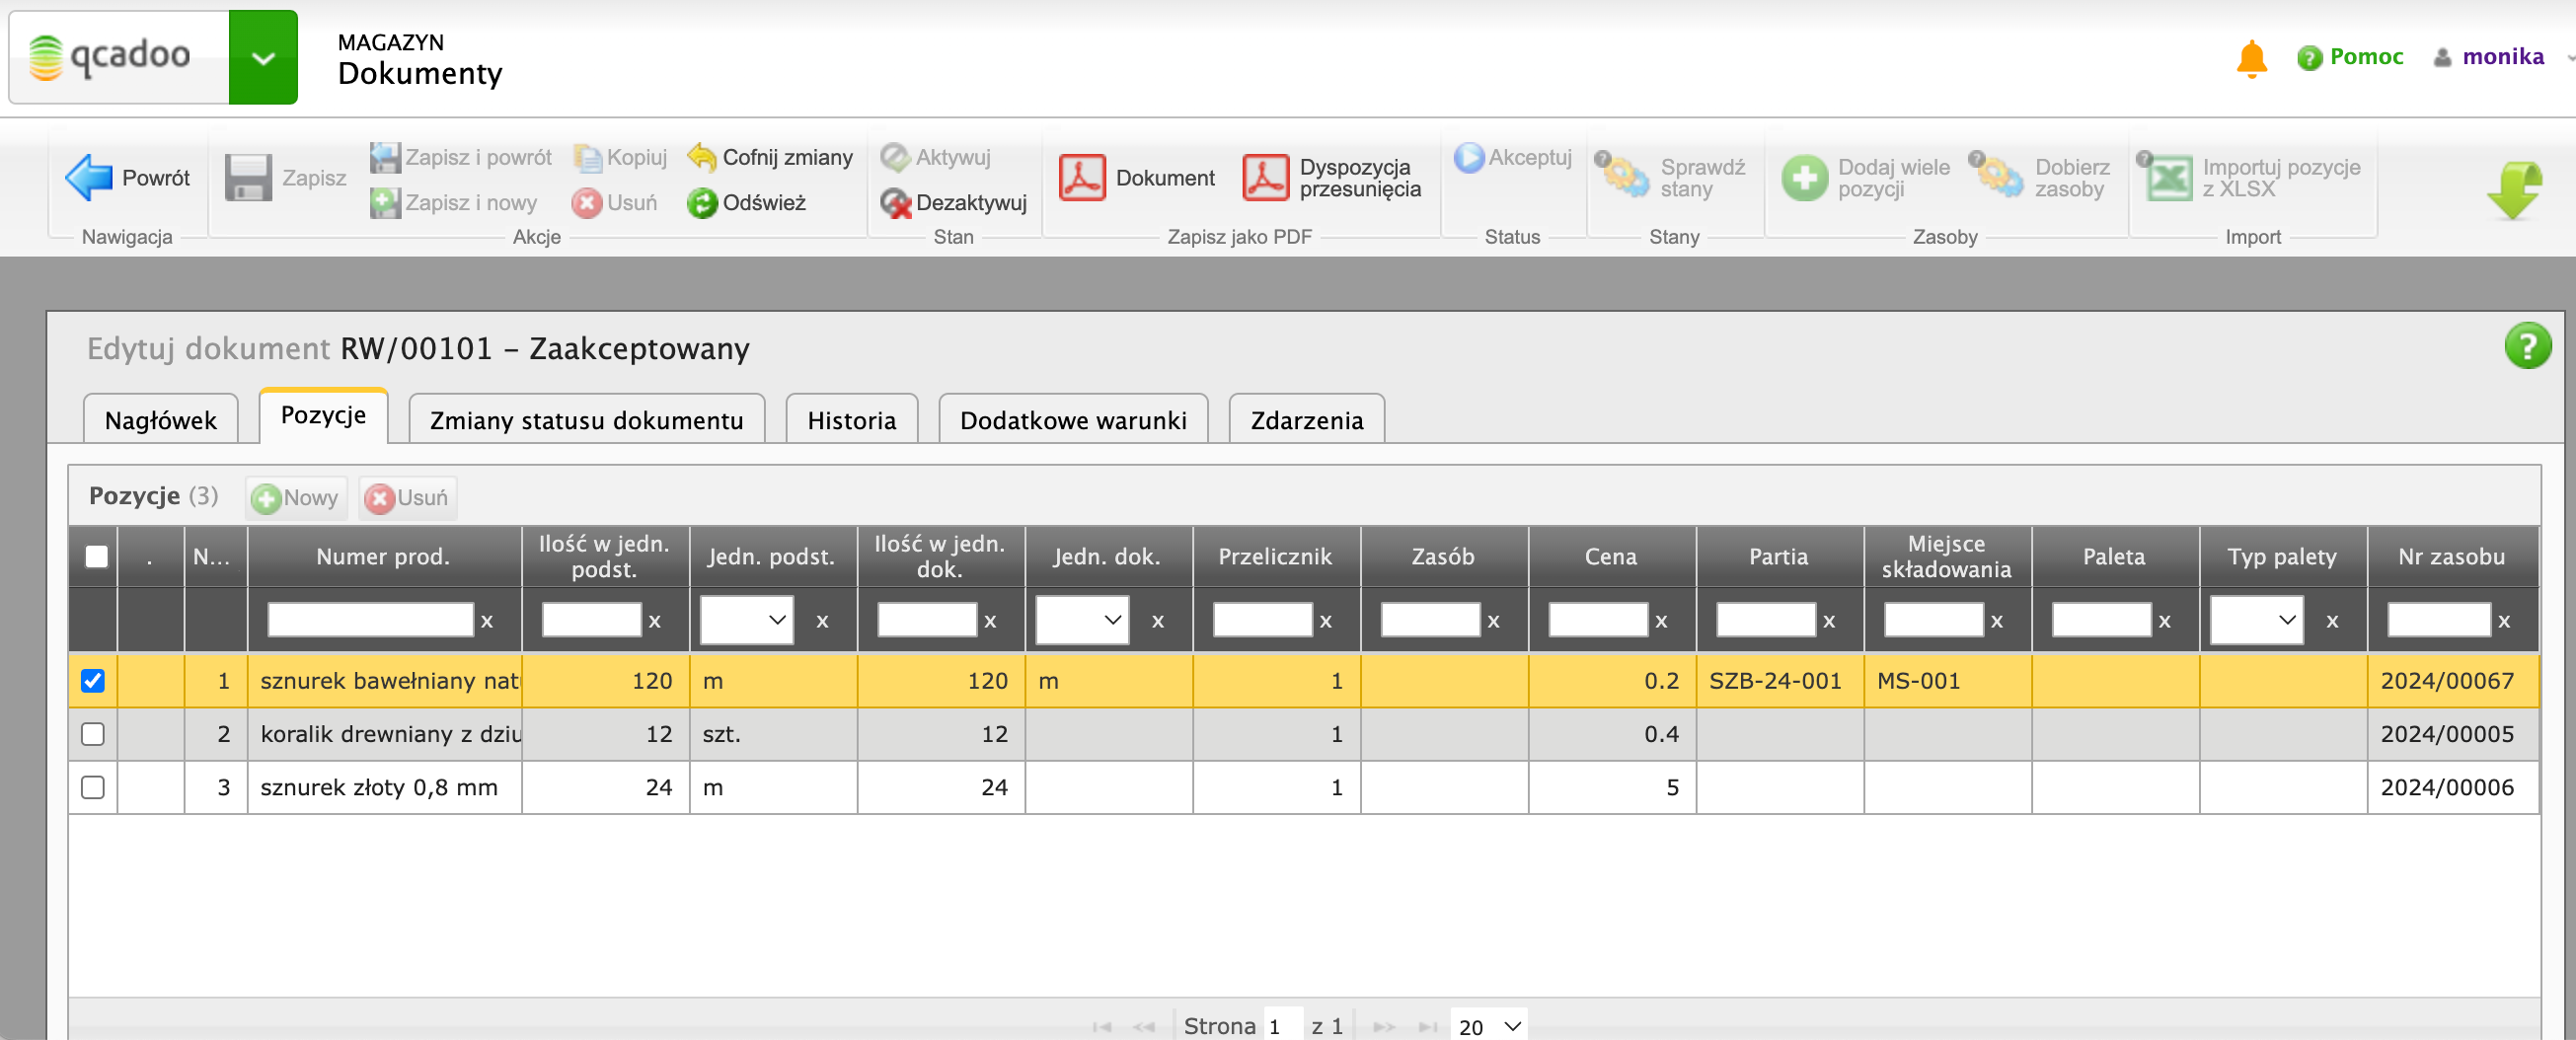 qcadoo
MAGAZYN
Dokumenty
Pomoc
monika
Powrót
Nawigacja
Zapisz
Zapisz i powrót
Zapisz i nowy
Kopiuj
Usuń
Cofnij zmiany
Odśwież
Akcje
Aktywuj
Dezaktywuj
Stan
Dokument
Dyspozycja
przesunięcia
Zapisz jako PDF
Akceptuj
Status
Sprawdź
stany
Stany
Dodaj wiele
pozycji
Dobierz
zasoby
Zasoby
Importuj pozycje
z XLSX
Import
Edytuj dokument RW/00101 – Zaakceptowany
?
Nagłówek
Pozycje
Zmiany statusu dokumentu
Historia
Dodatkowe warunki
Zdarzenia
Pozycje (3)
Nowy
Usuń
. N... Numer prod. Ilość w jedn. podst. Jedn. podst. Ilość w jedn. dok. Jedn. dok. Przelicznik Zasób Cena Partia Miejsce składowania Paleta Typ palety Nr zasobu
x x x x x x x x x x x x x
1 sznurek bawełniany nat 120 m 120 m 1 0.2 SZB-24-001 MS-001 2024/00067
2 koralik drewniany z dziu 12 szt. 12 1 0.4 2024/00005
3 sznurek złoty 0,8 mm 24 m 24 1 5 2024/00006
Strona 1 z 1 20